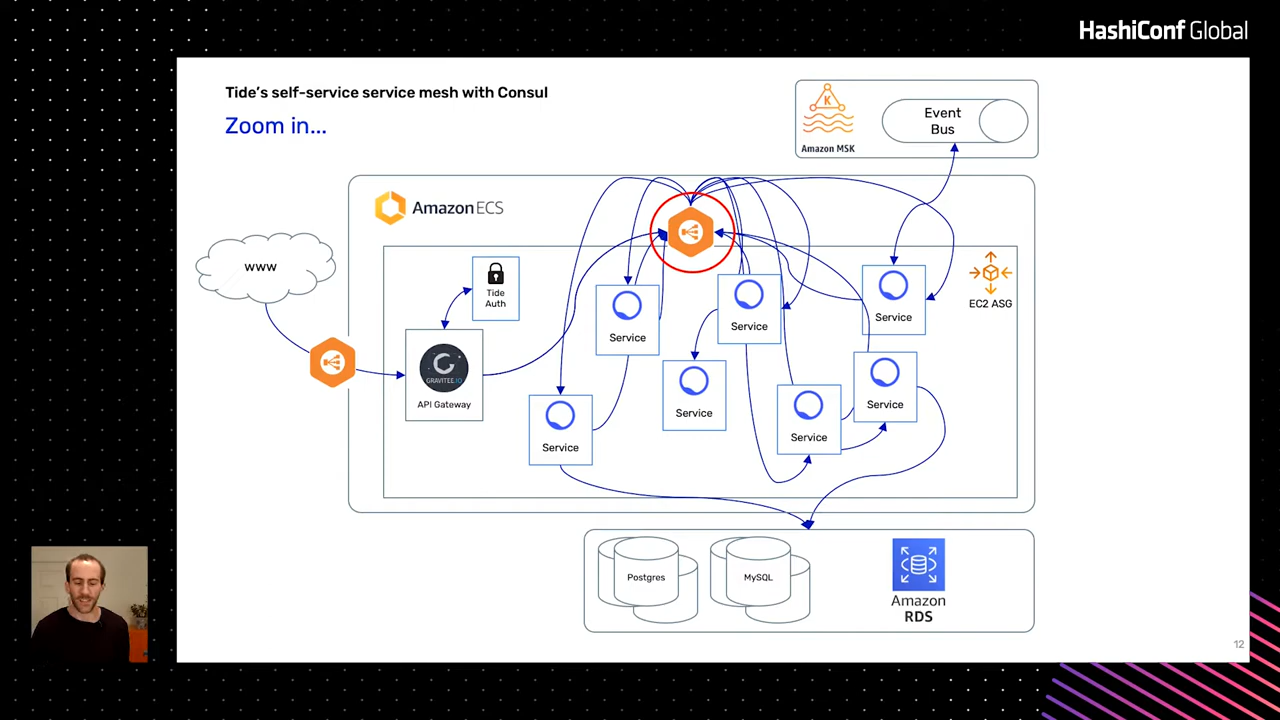 HashiConf Global
Tide's self-service service mesh with Consul
Zoom in...
Amazon MSK
Event
Bus
Amazon ECS
www
Tide
Auth
EC2 ASG
Service
Service
Service
GRAVITEE.IO
API Gateway
Service
Service
Service
Service
Postgres
MySQL
Amazon
RDS
12